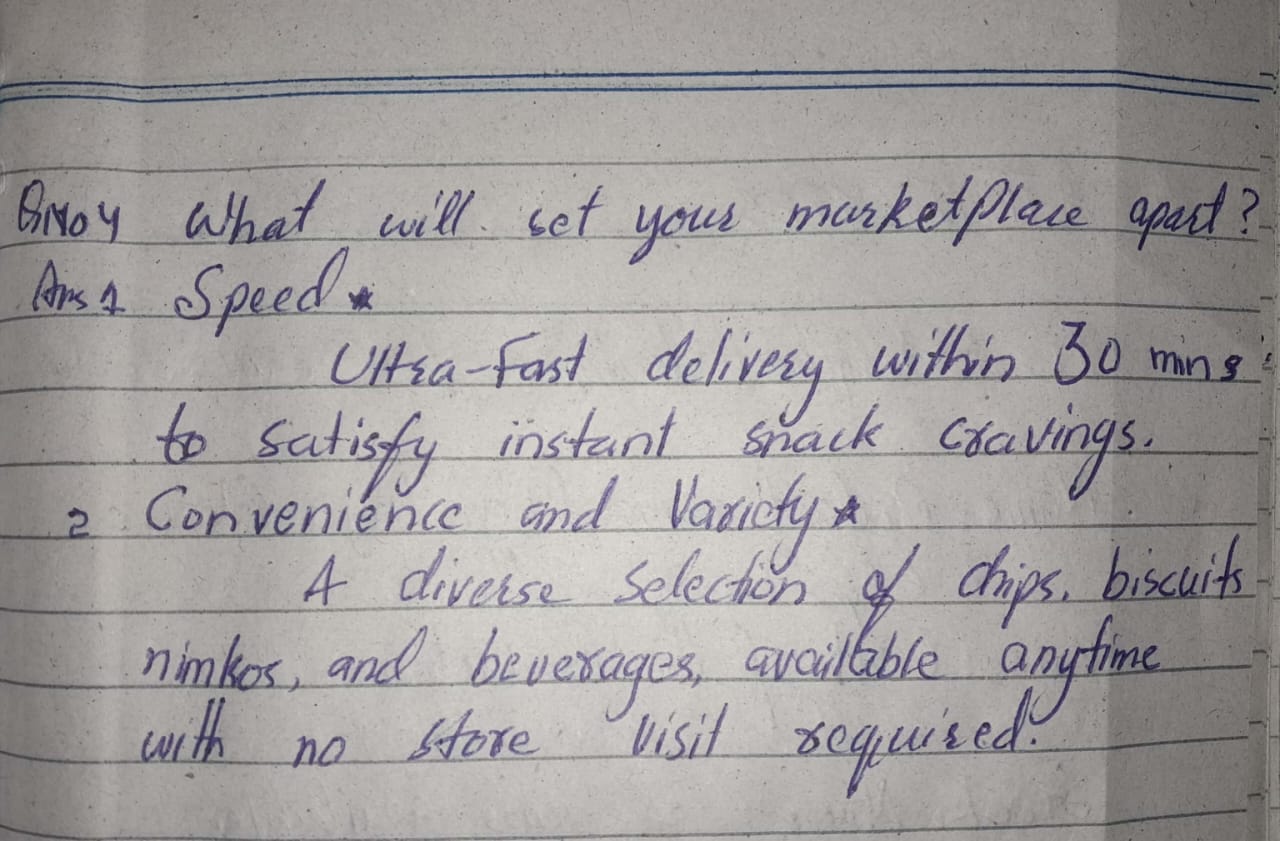 Q.No 4 What will set your marketplace apart?
Ans 1 Speed *
Ultra-fast delivery within 30 mins
to satisfy instant snack cravings.
2 Convenience and Variety *
A diverse selection of chips, biscuits
nimkos, and beverages, available anytime
with no store visit required.